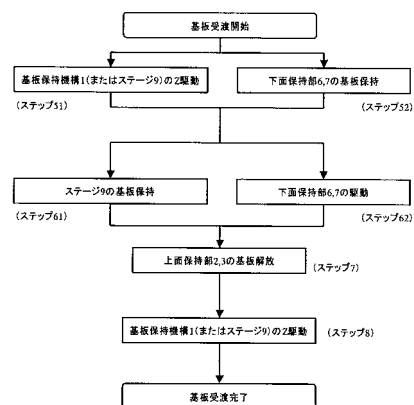 基板受渡開始
基板保持機構1(またはステージ9)のZ駆動
下面保持部6,7の基板保持
(ステップ51)
(ステップ52)
ステージ9の基板保持
下面保持部6,7の駆動
(ステップ61)
(ステップ62)
上面保持部2,3の基板解放
(ステップ7)
基板保持機構1(またはステージ9)のZ駆動
(ステップ8)
基板受渡完了